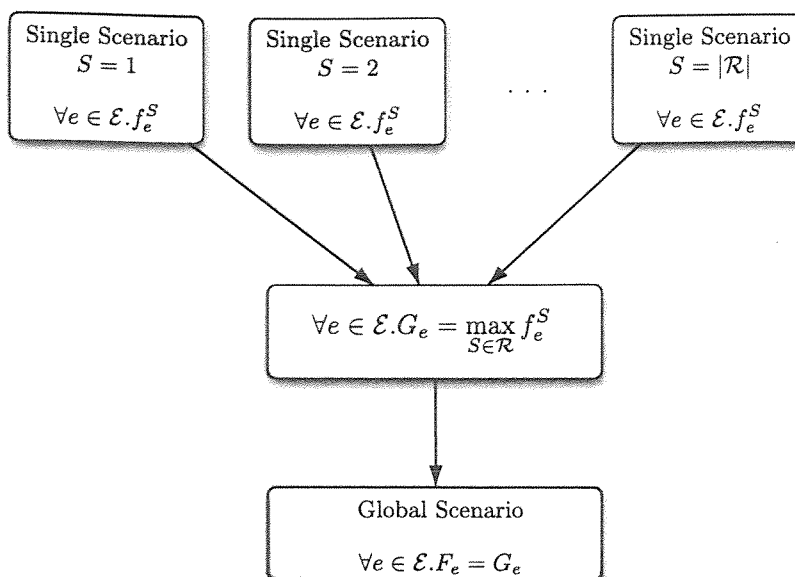 Single Scenario
S = 1
∀e ∈ ℰ.f_e^S
Single Scenario
S = 2
∀e ∈ ℰ.f_e^S
. . .
Single Scenario
S = |ℛ|
∀e ∈ ℰ.f_e^S
∀e ∈ ℰ.G_e = max_{S∈ℛ} f_e^S
Global Scenario
∀e ∈ ℰ.F_e = G_e